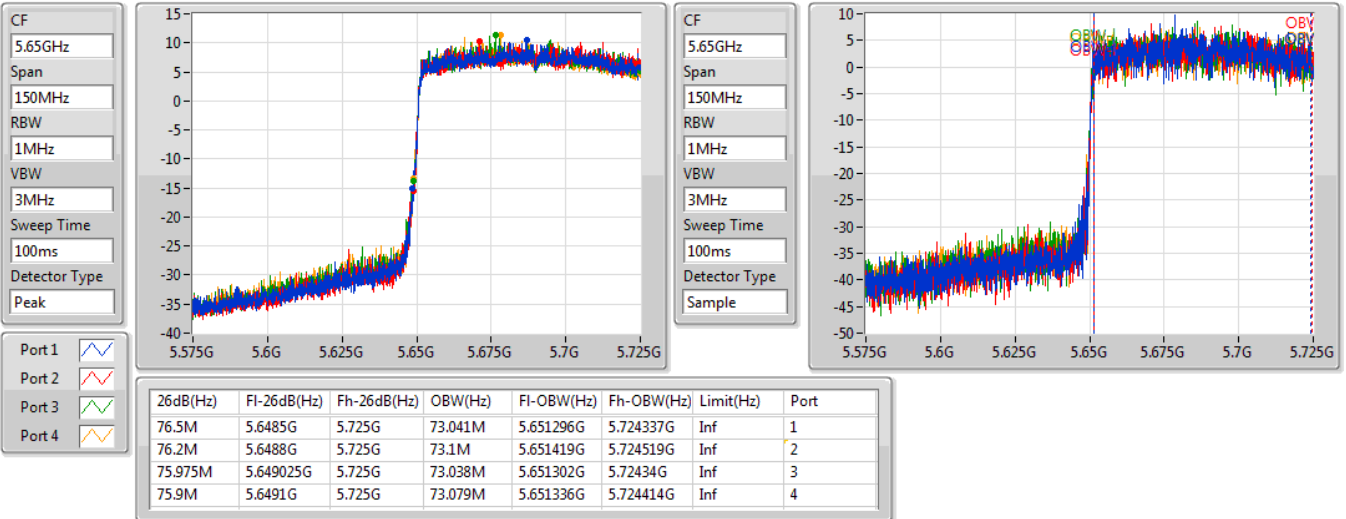 CF
5.65GHz
Span
150MHz
RBW
1MHz
VBW
3MHz
Sweep Time
100ms
Detector Type
Peak
15
10
5
0
-5
-10
-15
-20
-25
-30
-35
-40
5.575G 5.6G 5.625G 5.65G 5.675G 5.7G 5.725G
CF
5.65GHz
Span
150MHz
RBW
1MHz
VBW
3MHz
Sweep Time
100ms
Detector Type
Sample
10
5
0
-5
-10
-15
-20
-25
-30
-35
-40
-45
-50
5.575G 5.6G 5.625G 5.65G 5.675G 5.7G 5.725G
Port 1
Port 2
Port 3
Port 4
26dB(Hz) Fl-26dB(Hz) Fh-26dB(Hz) OBW(Hz) Fl-OBW(Hz) Fh-OBW(Hz) Limit(Hz) Port
76.5M 5.6485G 5.725G 73.041M 5.651296G 5.724337G Inf 1
76.2M 5.6488G 5.725G 73.1M 5.651419G 5.724519G Inf 2
75.975M 5.649025G 5.725G 73.038M 5.651302G 5.72434G Inf 3
75.9M 5.6491G 5.725G 73.079M 5.651336G 5.724414G Inf 4